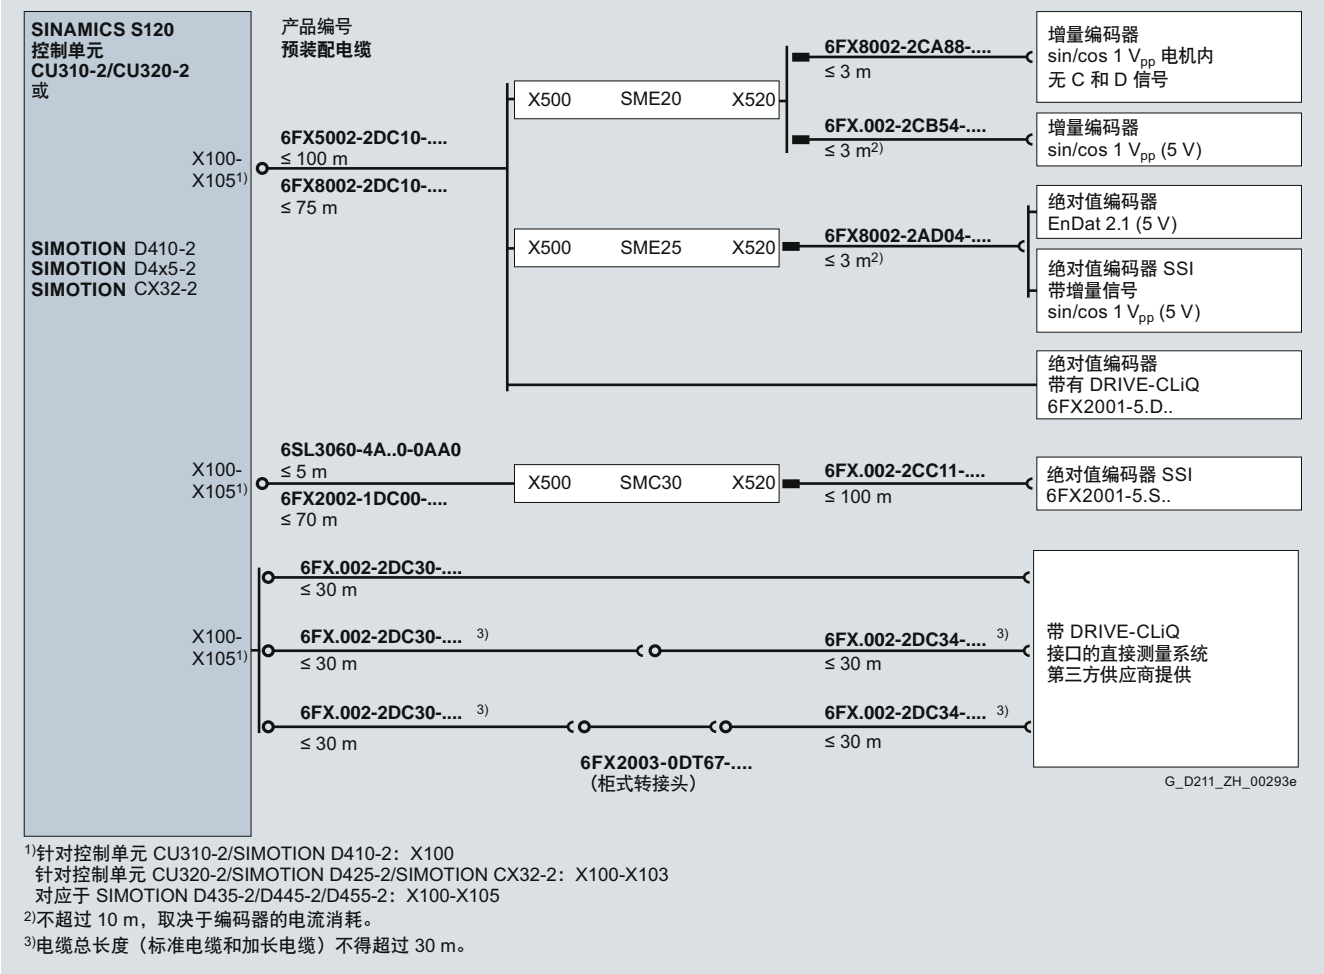 SINAMICS S120
控制单元
CU310-2/CU320-2
或
产品编号
预装配电缆
X100-
X105¹⁾
6FX5002-2DC10-....
≤ 100 m
6FX8002-2DC10-....
≤ 75 m
X500 SME20 X520
6FX8002-2CA88-....
≤ 3 m
增量编码器
sin/cos 1 Vpp 电机内
无 C 和 D 信号
6FX.002-2CB54-....
≤ 3 m²⁾
增量编码器
sin/cos 1 Vpp (5 V)
SIMOTION D410-2
SIMOTION D4x5-2
SIMOTION CX32-2
X500 SME25 X520
6FX8002-2AD04-....
≤ 3 m²⁾
绝对值编码器
EnDat 2.1 (5 V)
绝对值编码器 SSI
带增量信号
sin/cos 1 Vpp (5 V)
绝对值编码器
带有 DRIVE-CLiQ
6FX2001-5.D..
X100-
X105¹⁾
6SL3060-4A..0-0AA0
≤ 5 m
6FX2002-1DC00-....
≤ 70 m
X500 SMC30 X520
6FX.002-2CC11-....
≤ 100 m
绝对值编码器 SSI
6FX2001-5.S..
X100-
X105¹⁾
6FX.002-2DC30-....
≤ 30 m
6FX.002-2DC30-.... ³⁾
≤ 30 m
6FX.002-2DC34-.... ³⁾
≤ 30 m
6FX.002-2DC30-.... ³⁾
≤ 30 m
6FX2003-0DT67-....
（柜式转接头）
6FX.002-2DC34-.... ³⁾
≤ 30 m
带 DRIVE-CLiQ
接口的直接测量系统
第三方供应商提供
G_D211_ZH_00293e
¹⁾针对控制单元 CU310-2/SIMOTION D410-2：X100
针对控制单元 CU320-2/SIMOTION D425-2/SIMOTION CX32-2：X100-X103
对应于 SIMOTION D435-2/D445-2/D455-2：X100-X105
²⁾不超过 10 m，取决于编码器的电流消耗。
³⁾电缆总长度（标准电缆和加长电缆）不得超过 30 m。